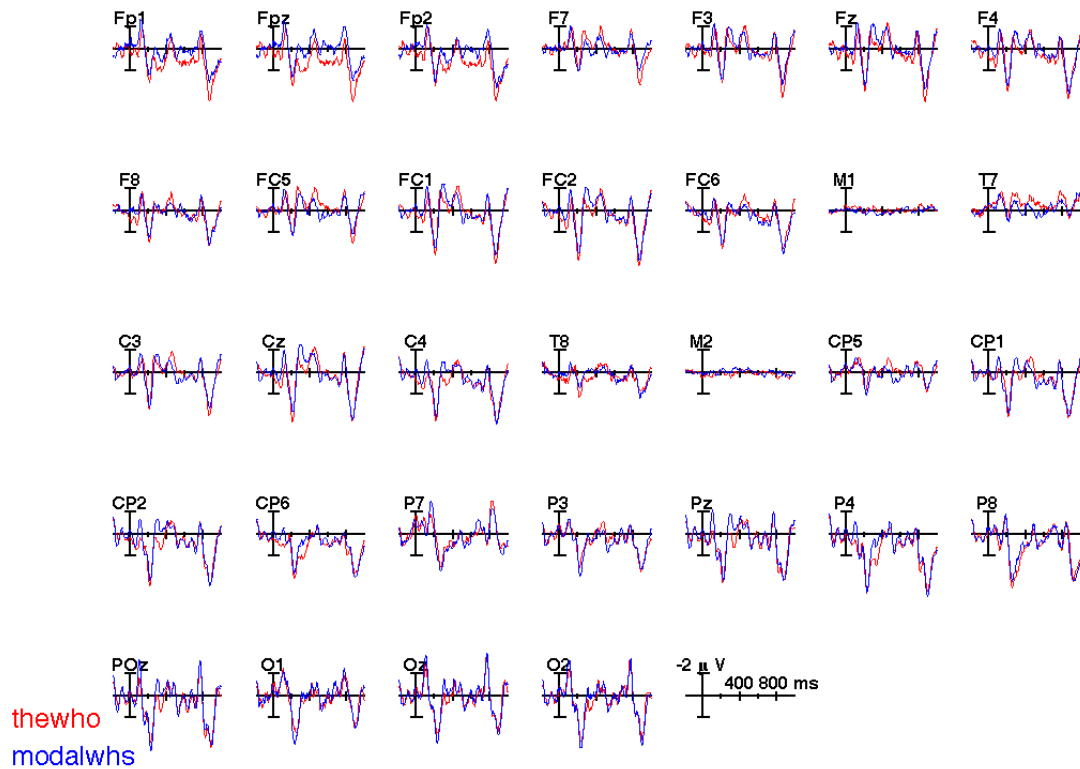 Fp1 Fpz Fp2 F7 F3 Fz F4
F8 FC5 FC1 FC2 FC6 M1 T7
C3 Cz C4 T8 M2 CP5 CP1
CP2 CP6 P7 P3 Pz P4 P8
POz O1 Oz O2 -2 μ V
400 800 ms
thewho
modalwhs